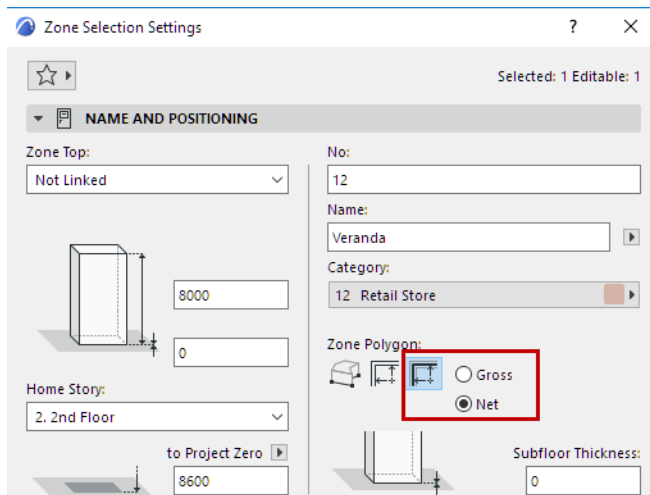 Zone Selection Settings
?
Selected: 1 Editable: 1
NAME AND POSITIONING
Zone Top:
Not Linked
8000
0
Home Story:
2. 2nd Floor
to Project Zero
8600
No:
12
Name:
Veranda
Category:
12 Retail Store
Zone Polygon:
Gross
Net
Subfloor Thickness:
0